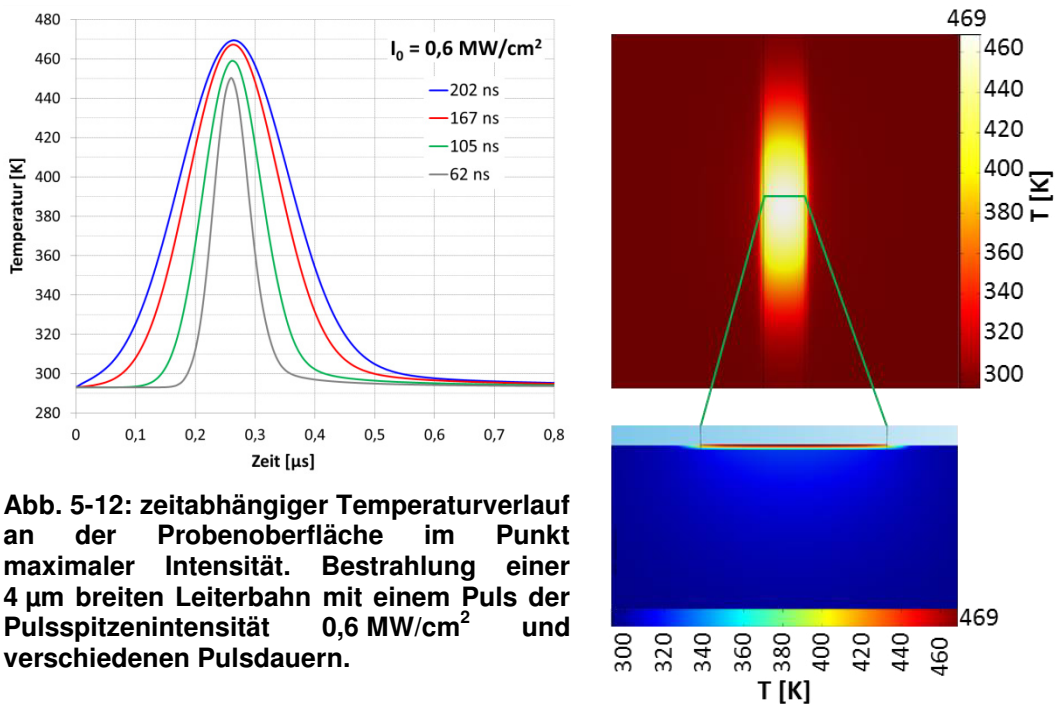 480
460
440
420
400
380
360
340
320
300
280
Temperatur [K]
I₀ = 0,6 MW/cm²
202 ns
167 ns
105 ns
62 ns
0 0,1 0,2 0,3 0,4 0,5 0,6 0,7 0,8
Zeit [µs]
Abb. 5-12: zeitabhängiger Temperaturverlauf
an der Probenoberfläche im Punkt
maximaler Intensität. Bestrahlung einer
4 µm breiten Leiterbahn mit einem Puls der
Pulsspitzenintensität 0,6 MW/cm² und
verschiedenen Pulsdauern.
469
460
440
420
400
380
360
340
320
300
T [K]
469
300 320 340 360 380 400 420 440 460
T [K]